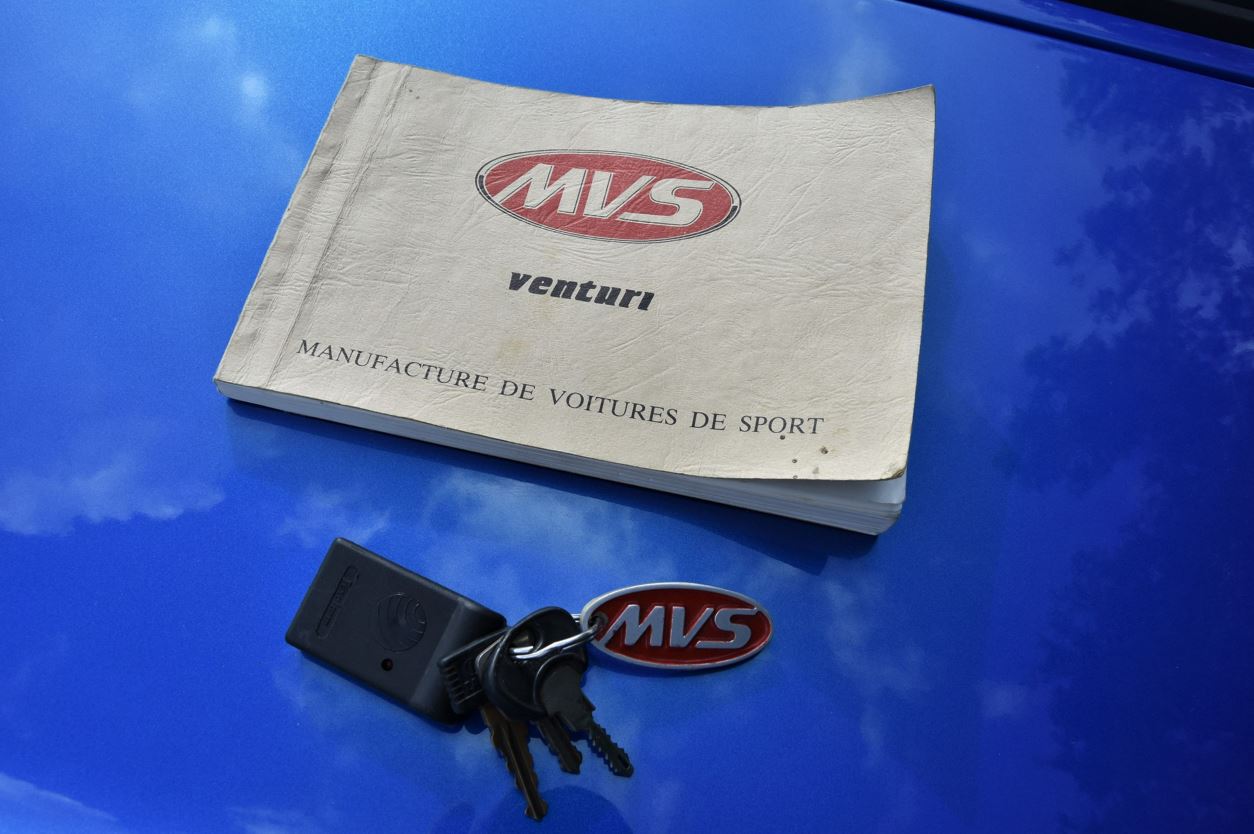 MVS
venturi
MANUFACTURE DE VOITURES DE SPORT
MVS